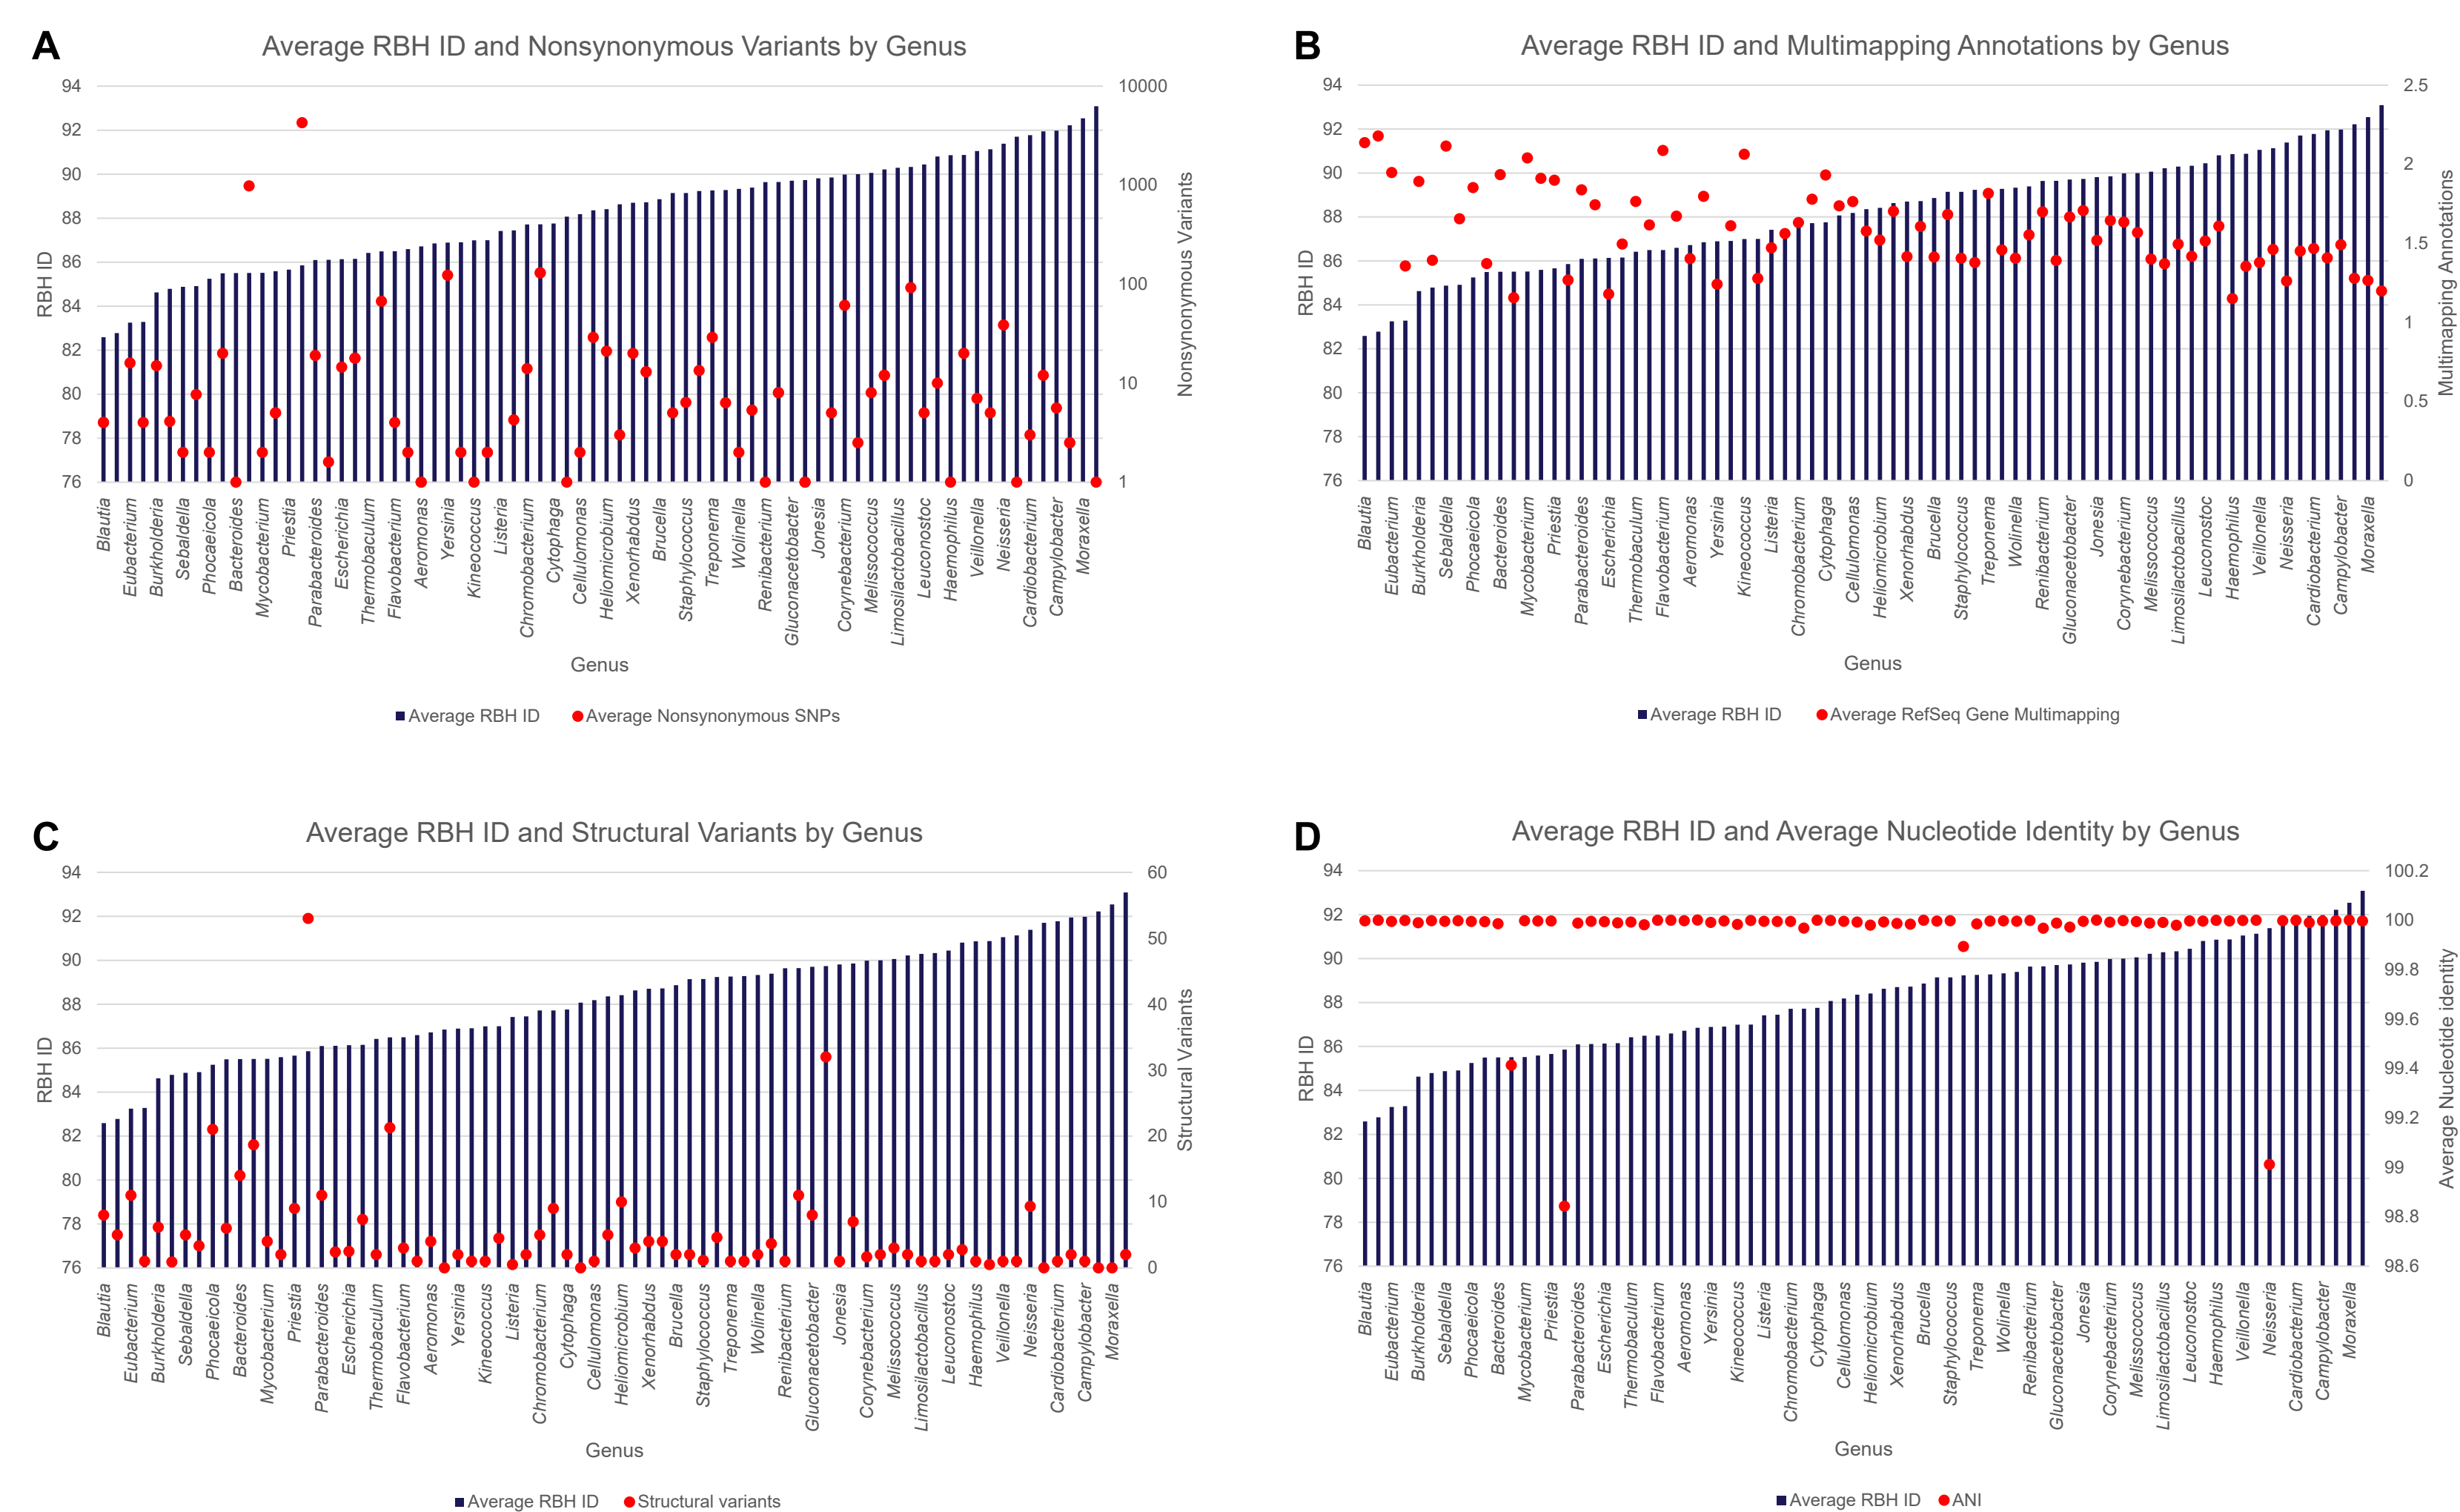 A
Average RBH ID and Nonsynonymous Variants by Genus
94
92
90
88
86
84
82
80
78
76
RBH ID
10000
1000
100
10
1
Nonsynonymous Variants
Blautia
Eubacterium
Burkholderia
Sebaldella
Phocaeicola
Bacteroides
Mycobacterium
Priestia
Parabacteroides
Escherichia
Thermobaculum
Flavobacterium
Aeromonas
Yersinia
Kineococcus
Listeria
Chromobacterium
Cytophaga
Cellulomonas
Heliomicrobium
Xenorhabdus
Brucella
Staphylococcus
Treponema
Wolinella
Renibacterium
Gluconacetobacter
Jonesia
Corynebacterium
Melissococcus
Limosilactobacillus
Leuconostoc
Haemophilus
Veillonella
Neisseria
Cardiobacterium
Campylobacter
Moraxella
Genus
Average RBH ID
Average Nonsynonymous SNPs
B
Average RBH ID and Multimapping Annotations by Genus
94
92
90
88
86
84
82
80
78
76
RBH ID
2.5
2
1.5
1
0.5
0
Multimapping Annotations
Blautia
Eubacterium
Burkholderia
Sebaldella
Phocaeicola
Bacteroides
Mycobacterium
Priestia
Parabacteroides
Escherichia
Thermobaculum
Flavobacterium
Aeromonas
Yersinia
Kineococcus
Listeria
Chromobacterium
Cytophaga
Cellulomonas
Heliomicrobium
Xenorhabdus
Brucella
Staphylococcus
Treponema
Wolinella
Renibacterium
Gluconacetobacter
Jonesia
Corynebacterium
Melissococcus
Limosilactobacillus
Leuconostoc
Haemophilus
Veillonella
Neisseria
Cardiobacterium
Campylobacter
Moraxella
Genus
Average RBH ID
Average RefSeq Gene Multimapping
C
Average RBH ID and Structural Variants by Genus
94
92
90
88
86
84
82
80
78
76
RBH ID
60
50
40
30
20
10
0
Structural Variants
Blautia
Eubacterium
Burkholderia
Sebaldella
Phocaeicola
Bacteroides
Mycobacterium
Priestia
Parabacteroides
Escherichia
Thermobaculum
Flavobacterium
Aeromonas
Yersinia
Kineococcus
Listeria
Chromobacterium
Cytophaga
Cellulomonas
Heliomicrobium
Xenorhabdus
Brucella
Staphylococcus
Treponema
Wolinella
Renibacterium
Gluconacetobacter
Jonesia
Corynebacterium
Melissococcus
Limosilactobacillus
Leuconostoc
Haemophilus
Veillonella
Neisseria
Cardiobacterium
Campylobacter
Moraxella
Genus
Average RBH ID
Structural variants
D
Average RBH ID and Average Nucleotide Identity by Genus
94
92
90
88
86
84
82
80
78
76
RBH ID
100.2
100
99.8
99.6
99.4
99.2
99
98.8
98.6
Average Nucleotide identity
Blautia
Eubacterium
Burkholderia
Sebaldella
Phocaeicola
Bacteroides
Mycobacterium
Priestia
Parabacteroides
Escherichia
Thermobaculum
Flavobacterium
Aeromonas
Yersinia
Kineococcus
Listeria
Chromobacterium
Cytophaga
Cellulomonas
Heliomicrobium
Xenorhabdus
Brucella
Staphylococcus
Treponema
Wolinella
Renibacterium
Gluconacetobacter
Jonesia
Corynebacterium
Melissococcus
Limosilactobacillus
Leuconostoc
Haemophilus
Veillonella
Neisseria
Cardiobacterium
Campylobacter
Moraxella
Genus
Average RBH ID
ANI